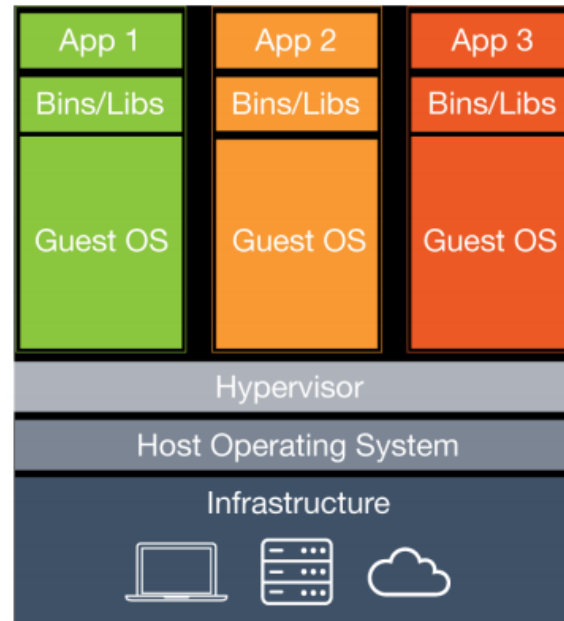 App 1
App 2
App 3
Bins/Libs
Bins/Libs
Bins/Libs
Guest OS
Guest OS
Guest OS
Hypervisor
Host Operating System
Infrastructure